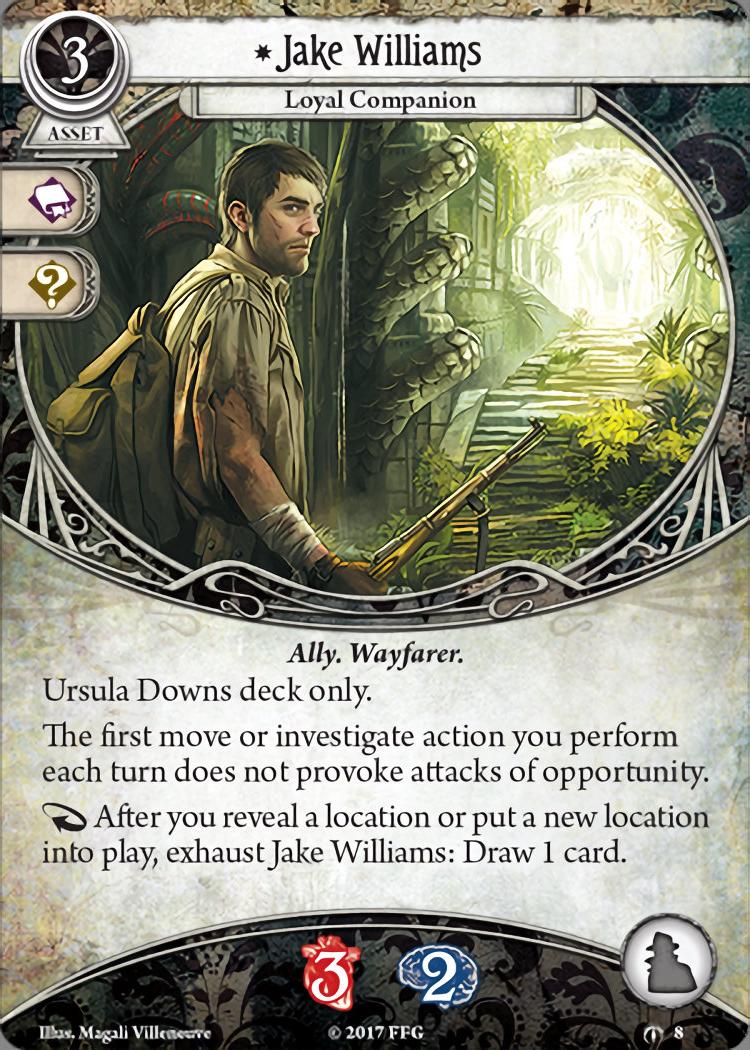 3
Jake Williams
Loyal Companion
ASSET
?
Ally. Wayfarer.
Ursula Downs deck only.
The first move or investigate action you perform
each turn does not provoke attacks of opportunity.
After you reveal a location or put a new location
into play, exhaust Jake Williams: Draw 1 card.
3 2
Illus. Magali Villeneuve © 2017 FFG 8